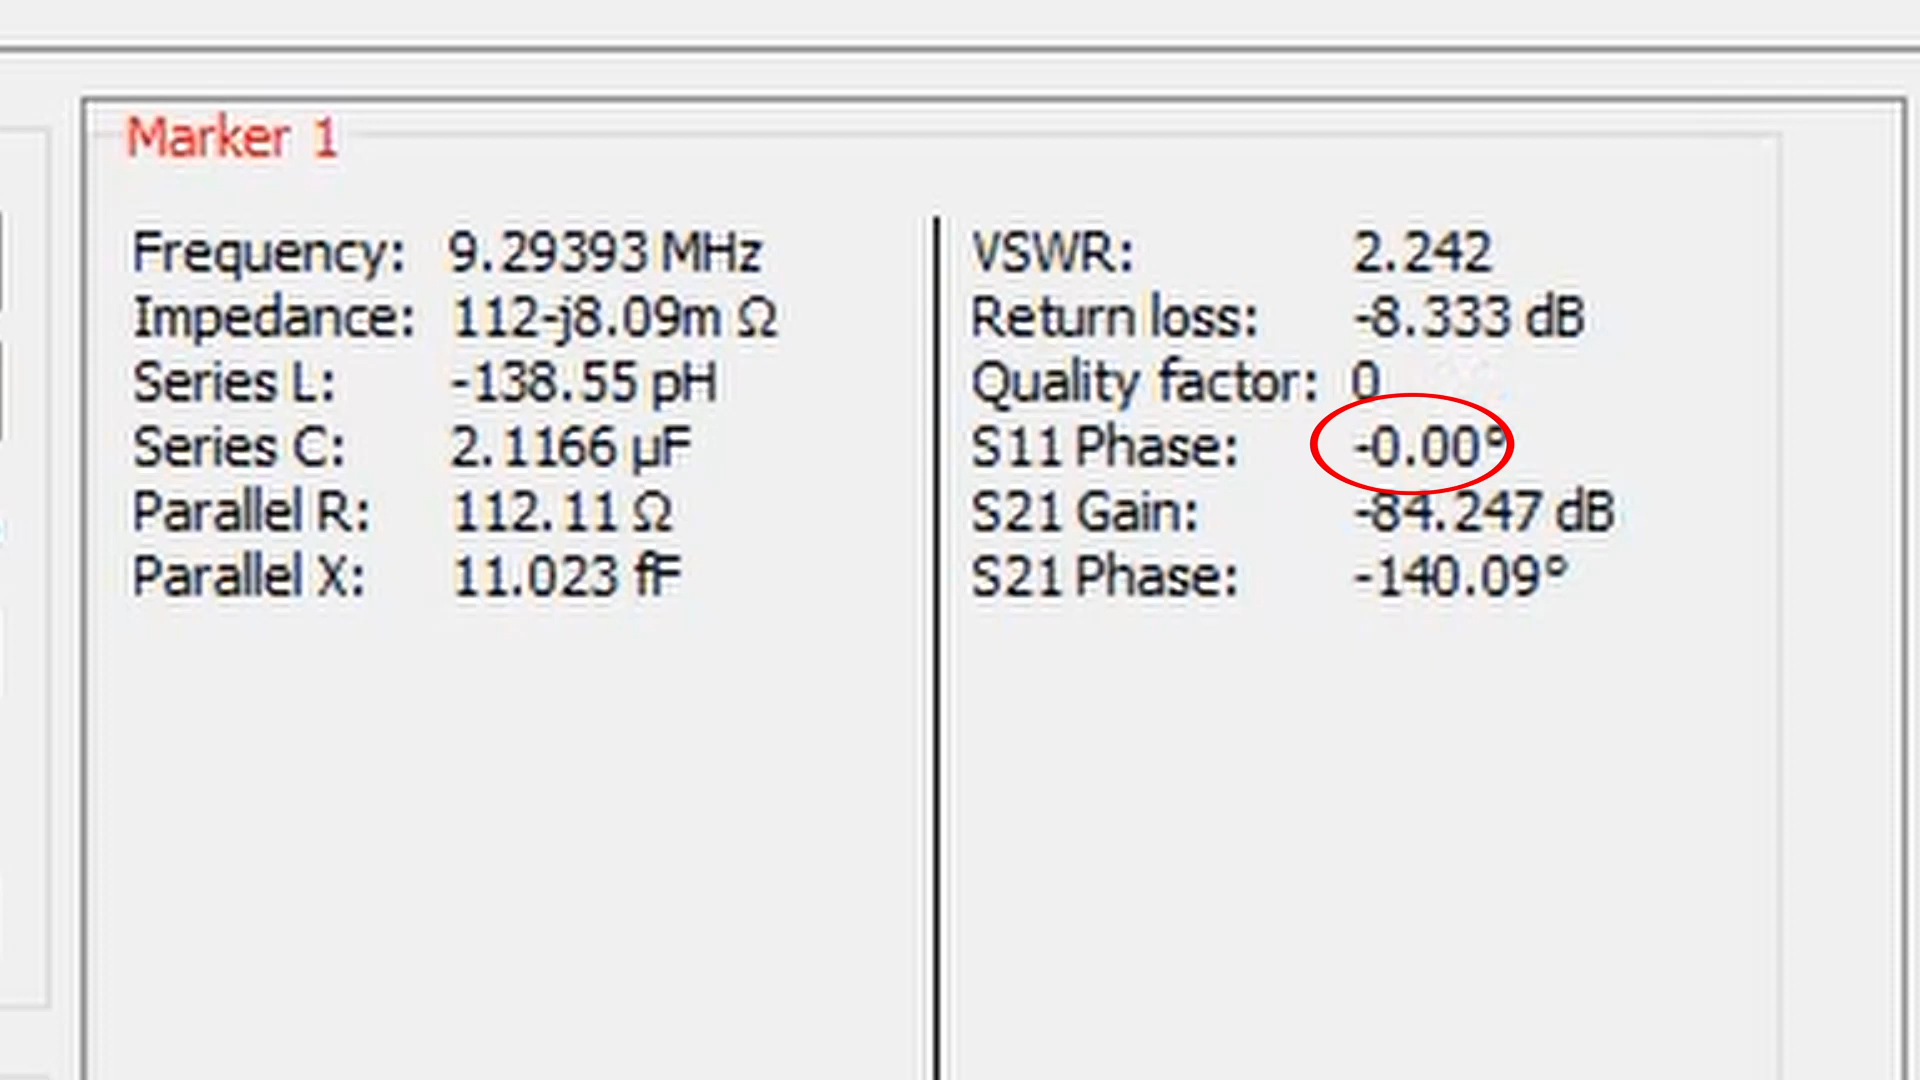 Marker 1
Frequency: 9.29393 MHz
Impedance: 112-j8.09m Ω
Series L: -138.55 pH
Series C: 2.1166 µF
Parallel R: 112.11 Ω
Parallel X: 11.023 fF
VSWR: 2.242
Return loss: -8.333 dB
Quality factor: 0
S11 Phase: -0.00°
S21 Gain: -84.247 dB
S21 Phase: -140.09°